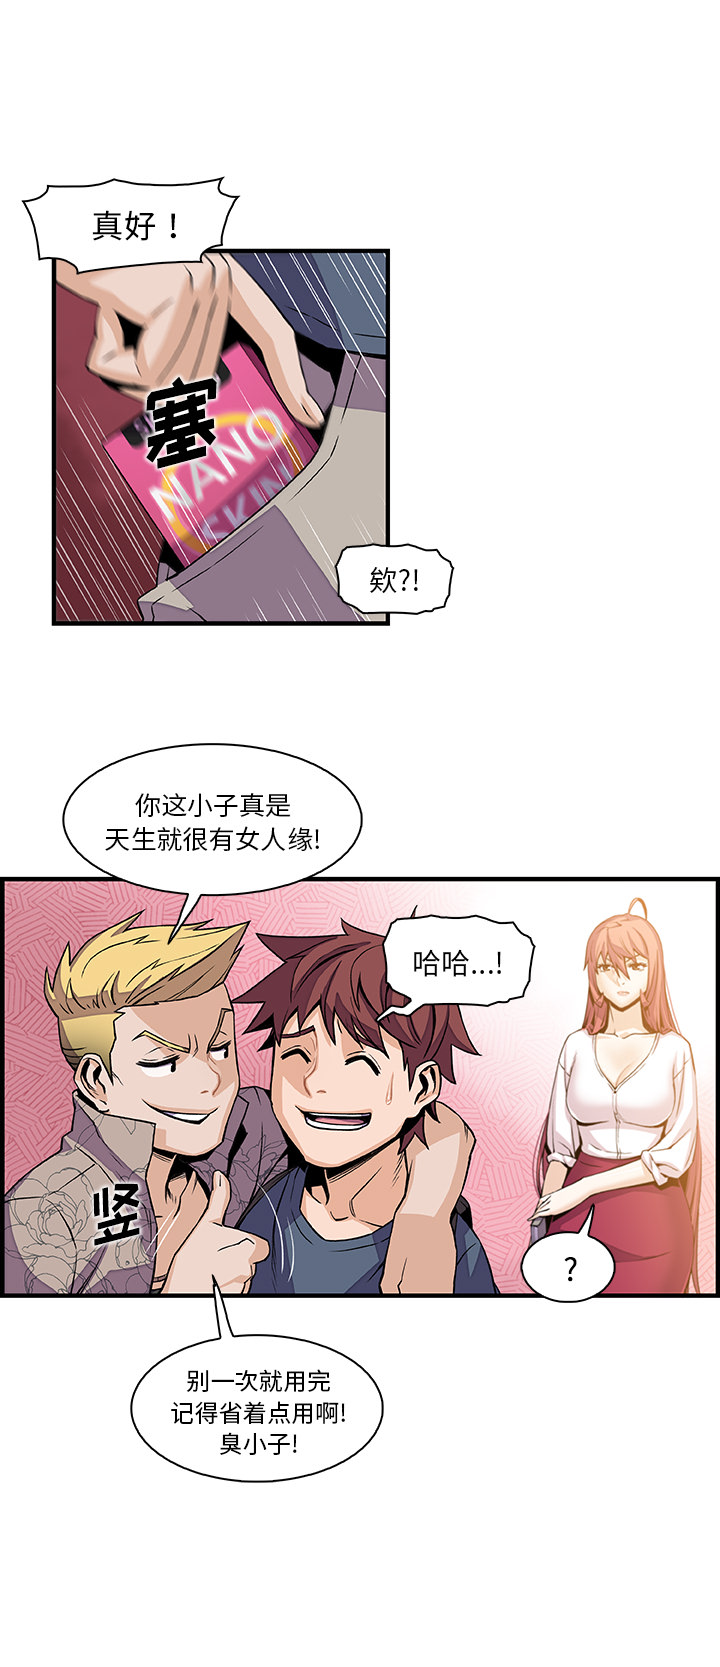 真好！
塞
NANO
SKIN
欸?!
你这小子真是
天生就很有女人缘!
哈哈...!
竖
?
别一次就用完
记得省着点用啊!
臭小子!